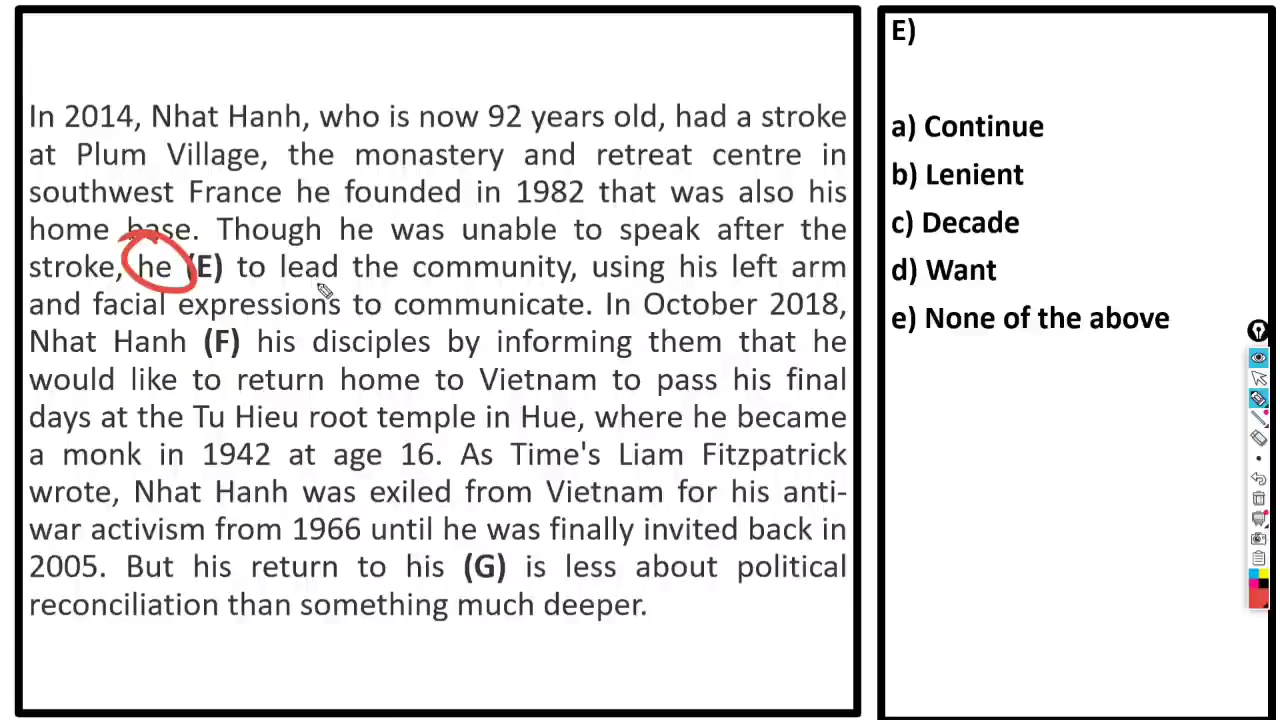 In 2014, Nhat Hanh, who is now 92 years old, had a stroke
at Plum Village, the monastery and retreat centre in
southwest France he founded in 1982 that was also his
home base. Though he was unable to speak after the
stroke, he (E) to lead the community, using his left arm
and facial expressions to communicate. In October 2018,
Nhat Hanh (F) his disciples by informing them that he
would like to return home to Vietnam to pass his final
days at the Tu Hieu root temple in Hue, where he became
a monk in 1942 at age 16. As Time's Liam Fitzpatrick
wrote, Nhat Hanh was exiled from Vietnam for his anti-
war activism from 1966 until he was finally invited back in
2005. But his return to his (G) is less about political
reconciliation than something much deeper.
E)
a) Continue
b) Lenient
c) Decade
d) Want
e) None of the above